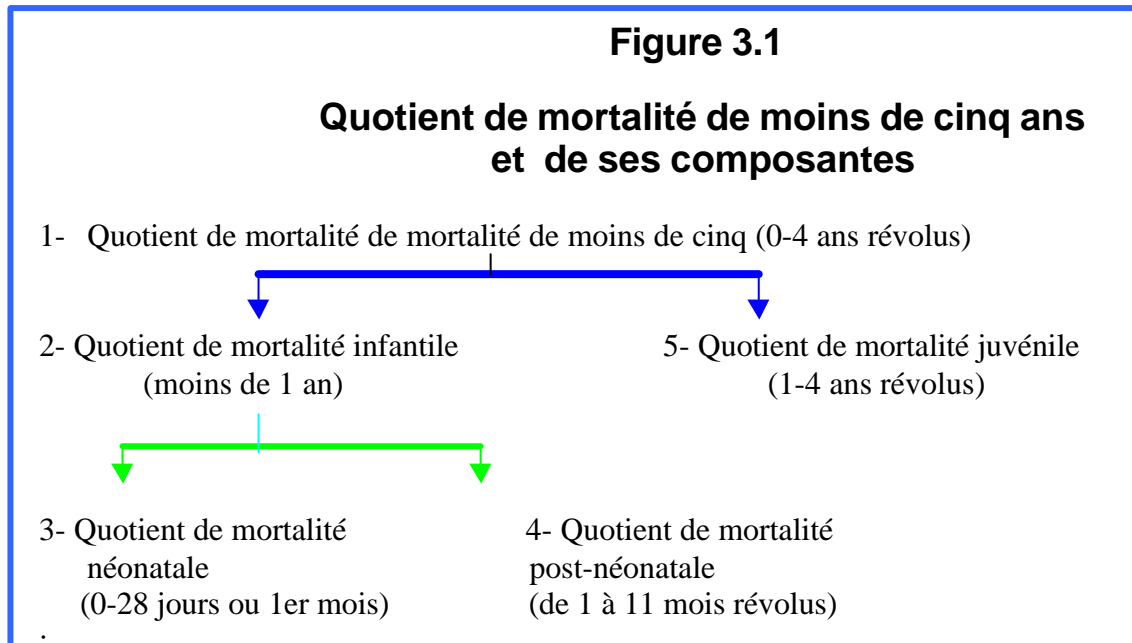 Figure 3.1
Quotient de mortalité de moins de cinq ans
et de ses composantes
1- Quotient de mortalité de mortalité de moins de cinq (0-4 ans révolus)
2- Quotient de mortalité infantile
(moins de 1 an)
5- Quotient de mortalité juvénile
(1-4 ans révolus)
3- Quotient de mortalité
néonatale
(0-28 jours ou 1er mois)
4- Quotient de mortalité
post-néonatale
(de 1 à 11 mois révolus)
.